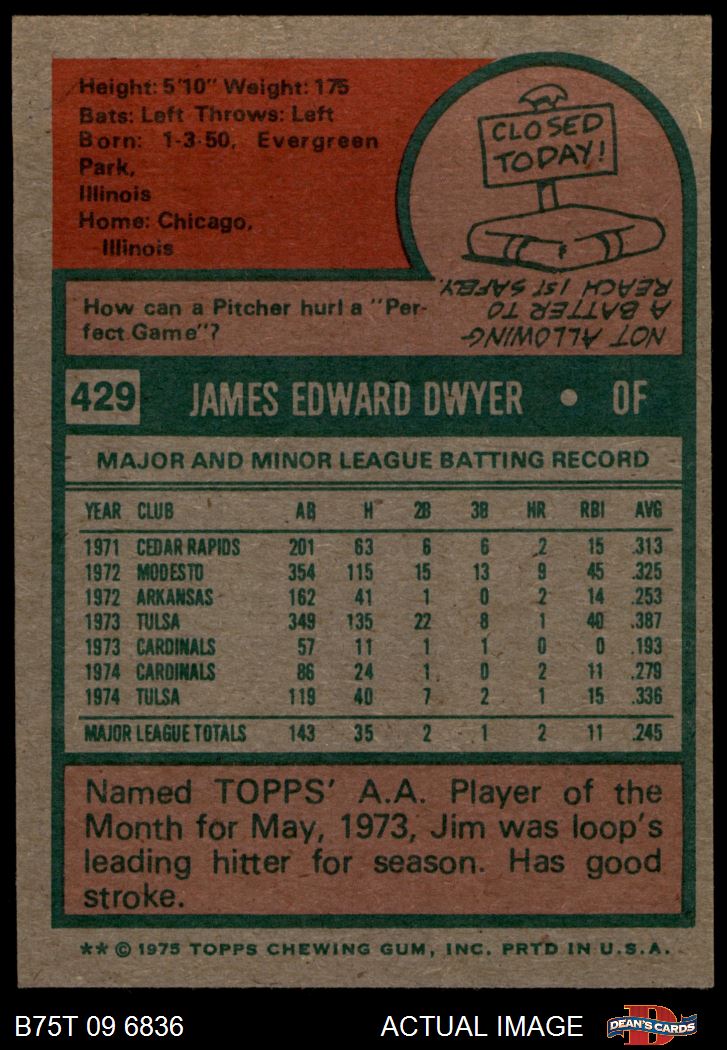 Height: 5'10" Weight: 175
Bats: Left Throws: Left
Born: 1-3-50, Evergreen
Park,
Illinois
Home: Chicago,
Illinois
CLOSED
TODAY!
How can a Pitcher hurl a "Per-
fect Game"?
NOT ALLOWING
A BATTER TO
REACH 1ST SAFELY.
429 JAMES EDWARD DWYER • OF
MAJOR AND MINOR LEAGUE BATTING RECORD
YEAR CLUB AB H 2B 3B HR RBI AVG
1971 CEDAR RAPIDS 201 63 6 6 2 15 .313
1972 MODESTO 354 115 15 13 9 45 .325
1972 ARKANSAS 162 41 1 0 2 14 .253
1973 TULSA 349 135 22 8 1 40 .387
1973 CARDINALS 57 11 1 1 0 0 .193
1974 CARDINALS 86 24 1 0 2 11 .279
1974 TULSA 119 40 7 2 1 15 .336
MAJOR LEAGUE TOTALS 143 35 2 1 2 11 .245
Named TOPPS' A.A. Player of the
Month for May, 1973, Jim was loop's
leading hitter for season. Has good
stroke.
** © 1975 TOPPS CHEWING GUM, INC. PRTD IN U.S.A.
B75T 09 6836 ACTUAL IMAGE
D
DEAN'S CARDS